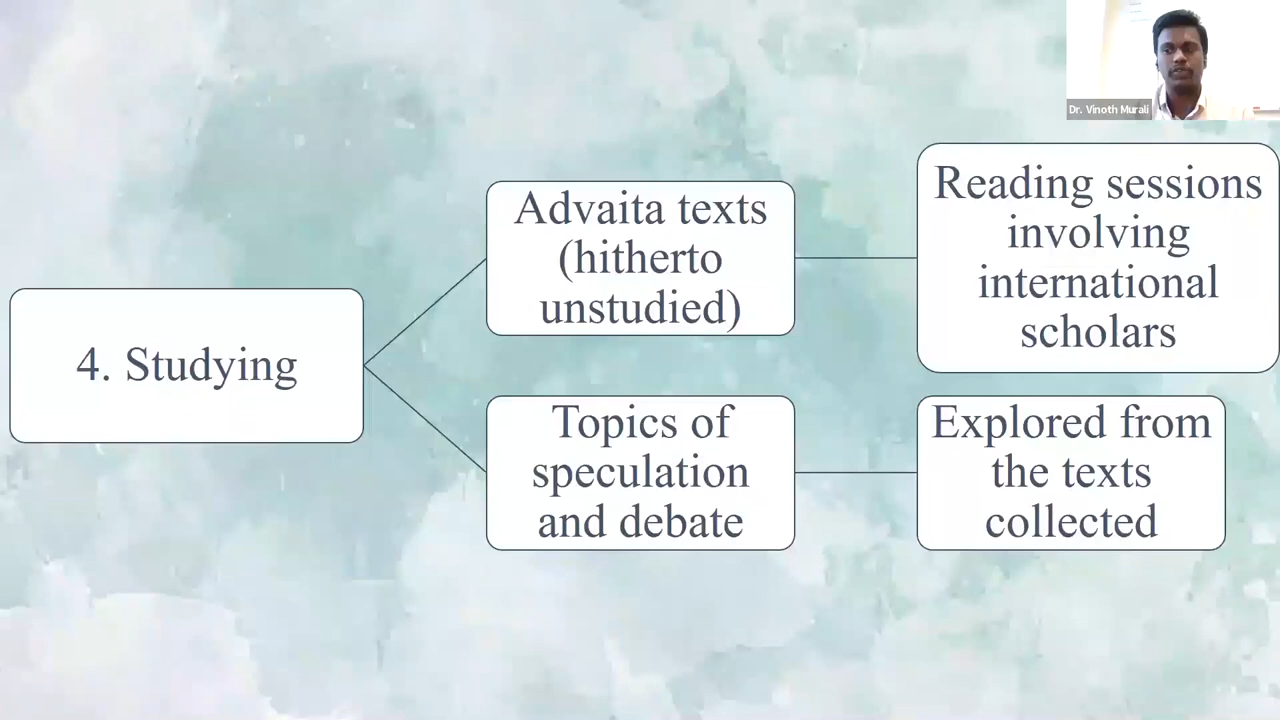 Dr. Vinoth Murali
4. Studying
Advaita texts
(hitherto
unstudied)
Reading sessions
involving
international
scholars
Topics of
speculation
and debate
Explored from
the texts
collected